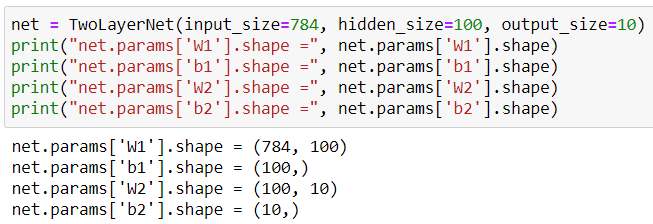 net = TwoLayerNet(input_size=784, hidden_size=100, output_size=10)
print("net.params['W1'].shape =", net.params['W1'].shape)
print("net.params['b1'].shape =", net.params['b1'].shape)
print("net.params['W2'].shape =", net.params['W2'].shape)
print("net.params['b2'].shape =", net.params['b2'].shape)
net.params['W1'].shape = (784, 100)
net.params['b1'].shape = (100,)
net.params['W2'].shape = (100, 10)
net.params['b2'].shape = (10,)